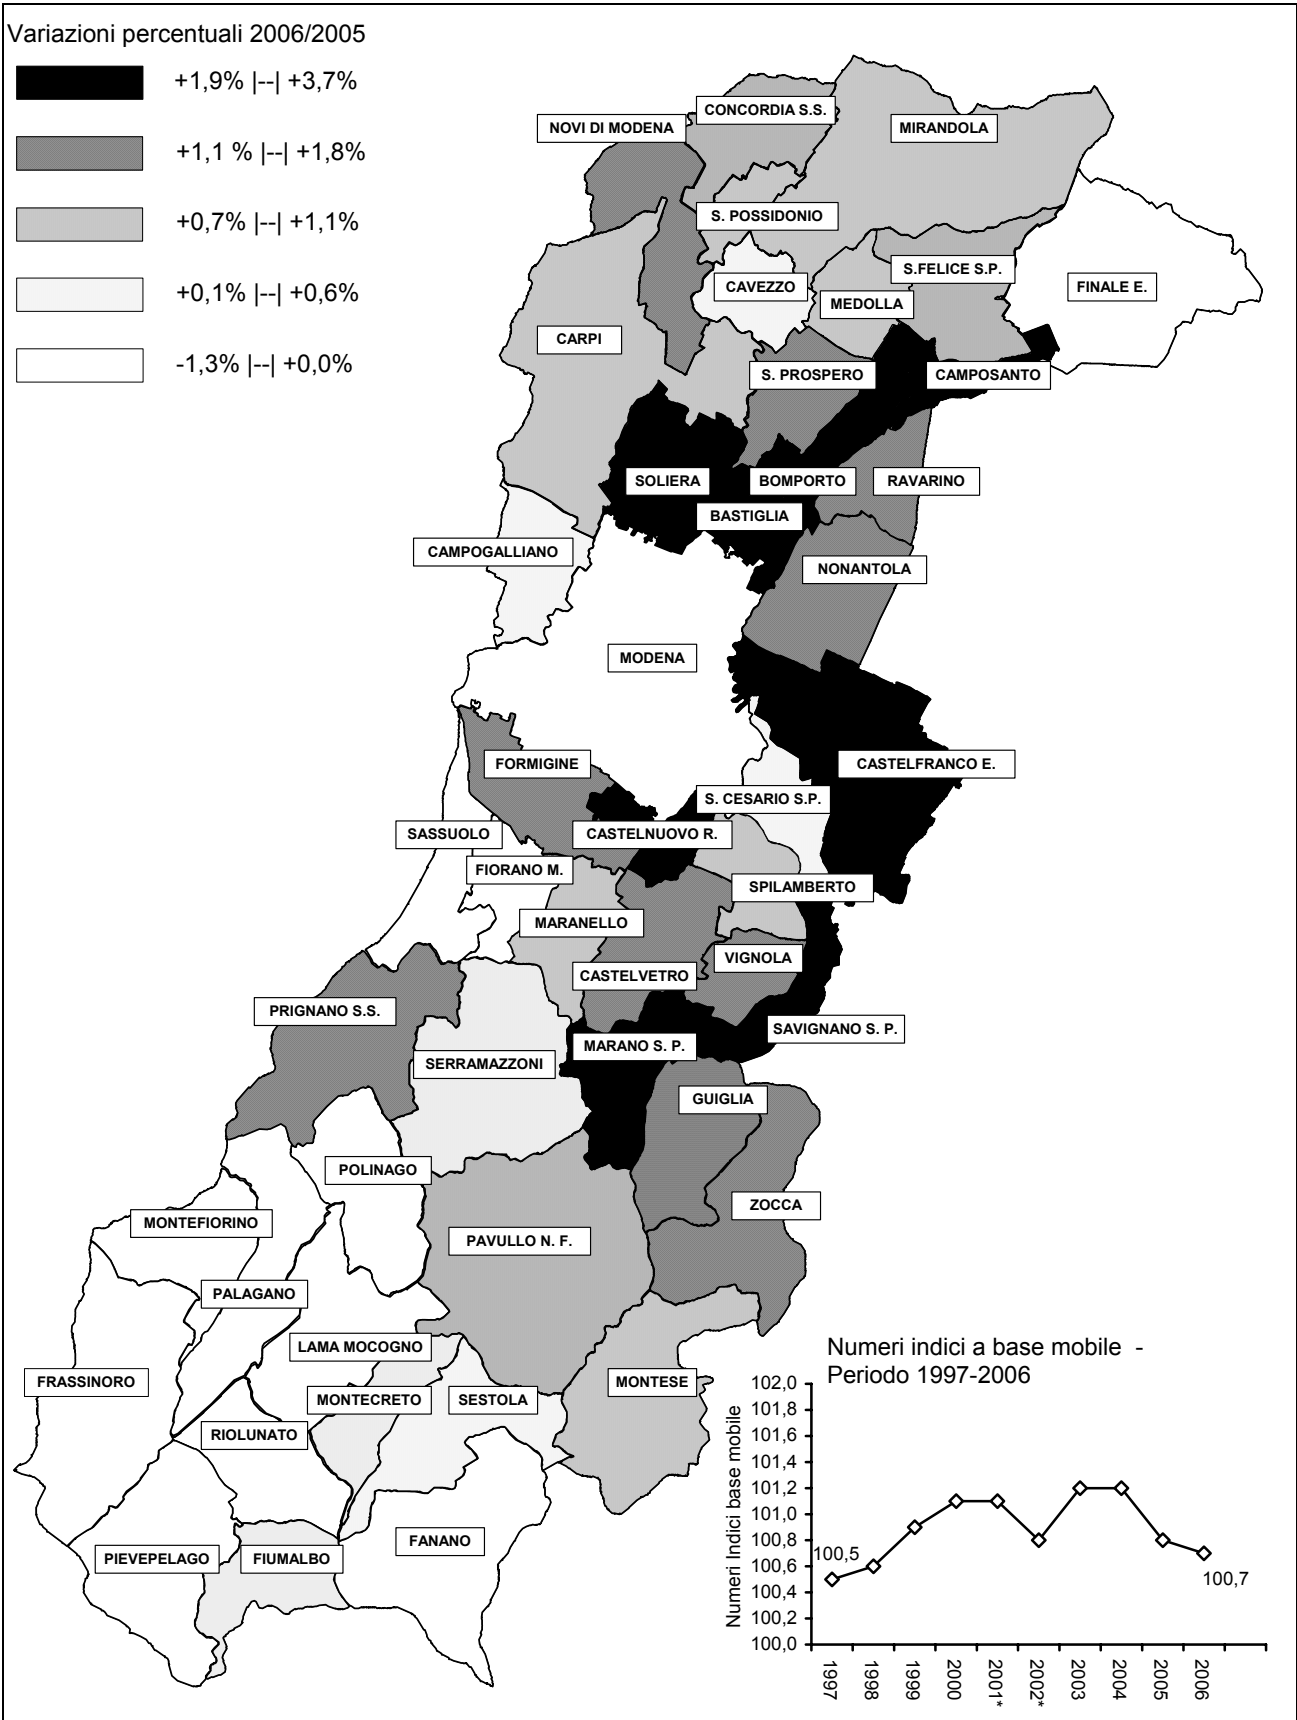 Variazioni percentuali 2006/2005
+1,9% |--| +3,7%
+1,1 % |--| +1,8%
+0,7% |--| +1,1%
+0,1% |--| +0,6%
-1,3% |--| +0,0%
CONCORDIA S.S.
NOVI DI MODENA
MIRANDOLA
S. POSSIDONIO
S.FELICE S.P.
CAVEZZO
FINALE E.
MEDOLLA
CARPI
S. PROSPERO
CAMPOSANTO
SOLIERA
BOMPORTO
RAVARINO
BASTIGLIA
CAMPOGALLIANO
NONANTOLA
MODENA
FORMIGINE
CASTELFRANCO E.
S. CESARIO S.P.
SASSUOLO
CASTELNUOVO R.
FIORANO M.
SPILAMBERTO
MARANELLO
VIGNOLA
CASTELVETRO
PRIGNANO S.S.
SAVIGNANO S. P.
MARANO S. P.
SERRAMAZZONI
GUIGLIA
POLINAGO
ZOCCA
MONTEFIORINO
PAVULLO N. F.
PALAGANO
LAMA MOCOGNO
FRASSINORO
MONTESE
MONTECRETO
SESTOLA
RIOLUNATO
FANANO
PIEVEPELAGO
FIUMALBO
Numeri indici a base mobile -
Periodo 1997-2006
Numeri Indici base mobile
102,0
101,8
101,6
101,4
101,2
101,0
100,8
100,6
100,4
100,2
100,0
100,5
100,7
1997
1998
1999
2000
2001*
2002*
2003
2004
2005
2006